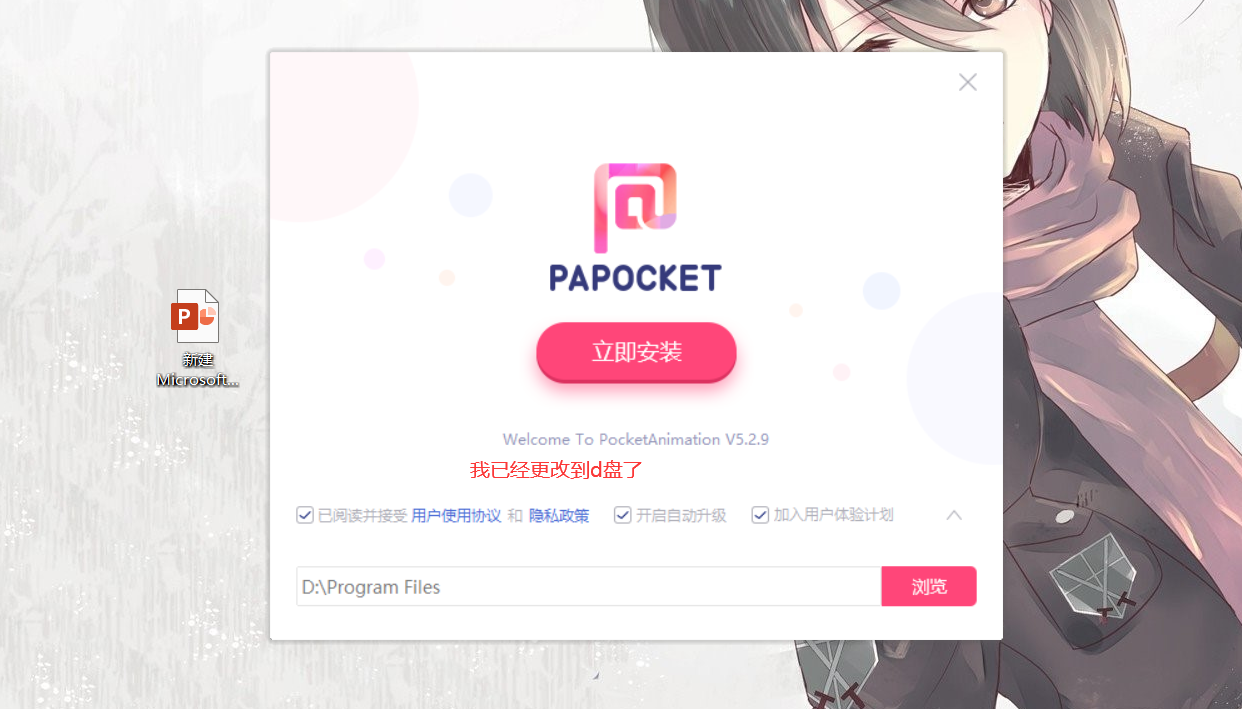 PAPOCKET
立即安装
新建
Microsoft...
Welcome To PocketAnimation V5.2.9
我已经更改到d盘了
已阅读并接受 用户使用协议 和 隐私政策 开启自动升级 加入用户体验计划
D:\Program Files 浏览